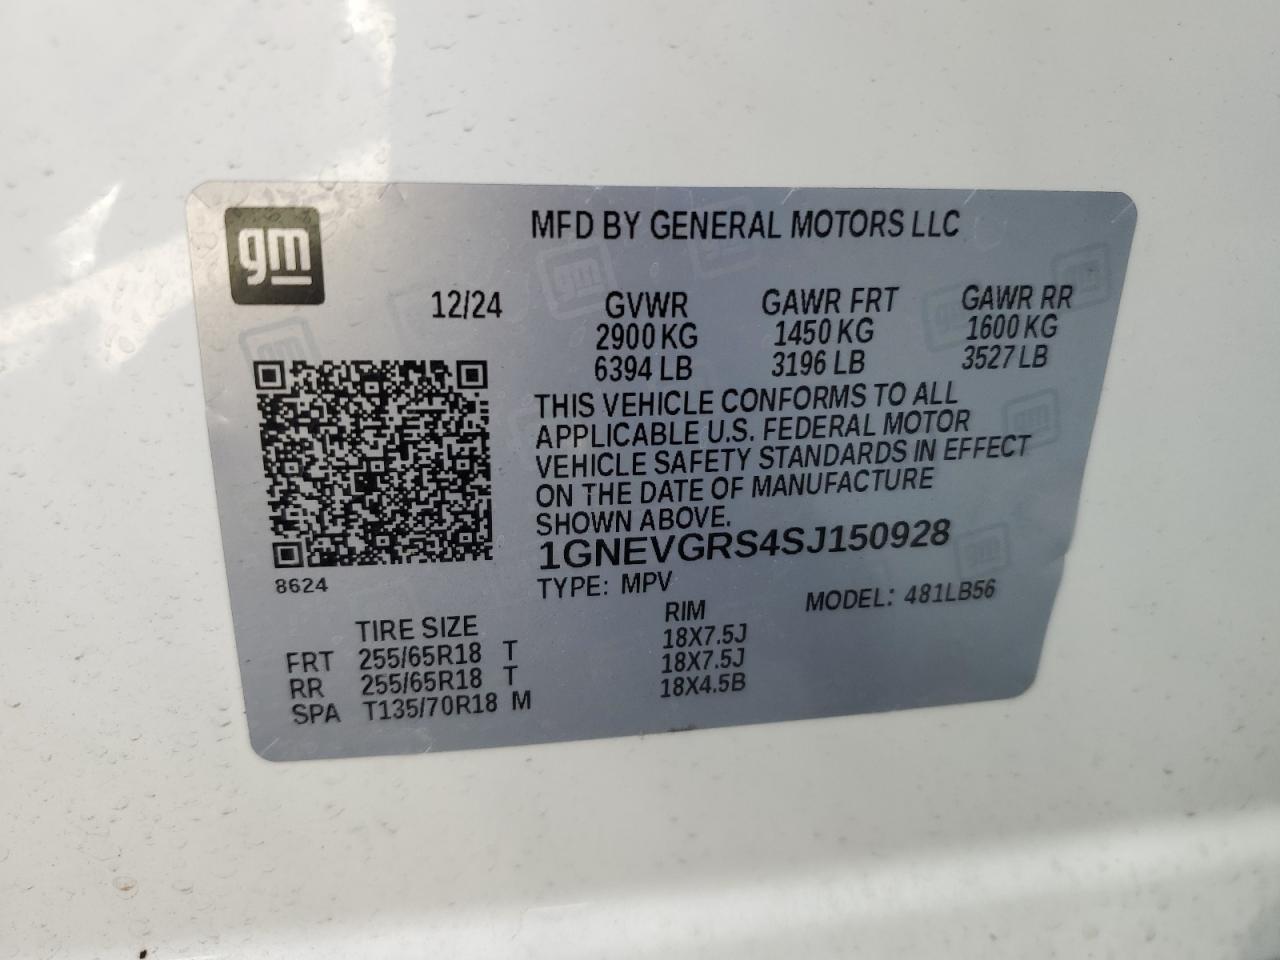 gm
MFD BY GENERAL MOTORS LLC
12/24 GVWR GAWR FRT GAWR RR
2900 KG 1450 KG 1600 KG
6394 LB 3196 LB 3527 LB
THIS VEHICLE CONFORMS TO ALL
APPLICABLE U.S. FEDERAL MOTOR
VEHICLE SAFETY STANDARDS IN EFFECT
ON THE DATE OF MANUFACTURE
SHOWN ABOVE.
1GNEVGRS4SJ150928
8624
TYPE: MPV MODEL: 481LB56
TIRE SIZE RIM
FRT 255/65R18 T 18X7.5J
RR 255/65R18 T 18X7.5J
SPA T135/70R18 M 18X4.5B